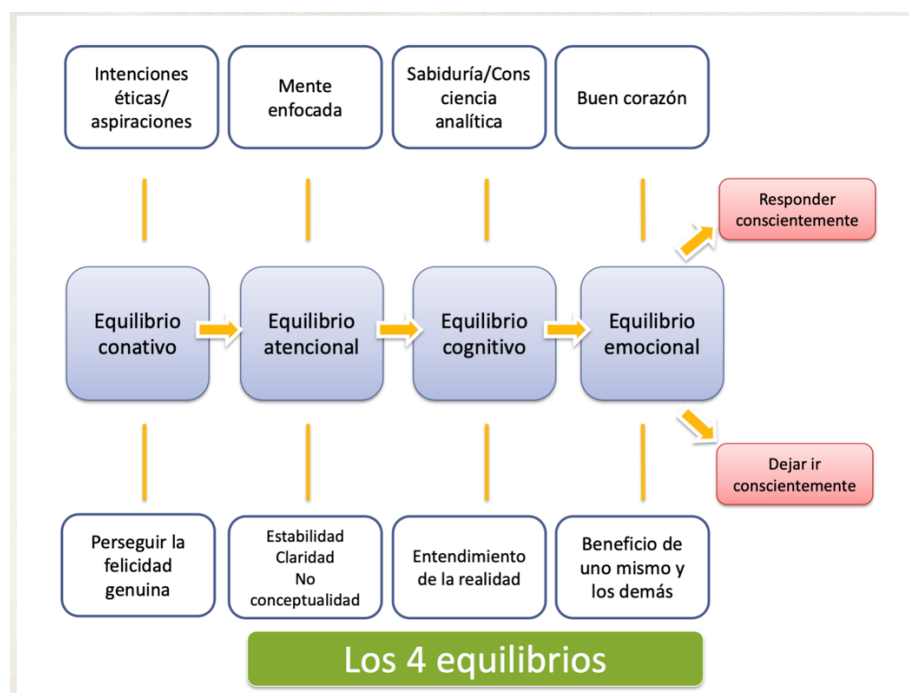 Intenciones
éticas/
aspiraciones
Mente
enfocada
Sabiduría/Cons
ciencia
analítica
Buen corazón
Responder
conscientemente
Equilibrio
conativo
Equilibrio
atencional
Equilibrio
cognitivo
Equilibrio
emocional
Dejar ir
conscientemente
Perseguir la
felicidad
genuina
Estabilidad
Claridad
No
conceptualidad
Entendimiento
de la realidad
Beneficio de
uno mismo y
los demás
Los 4 equilibrios